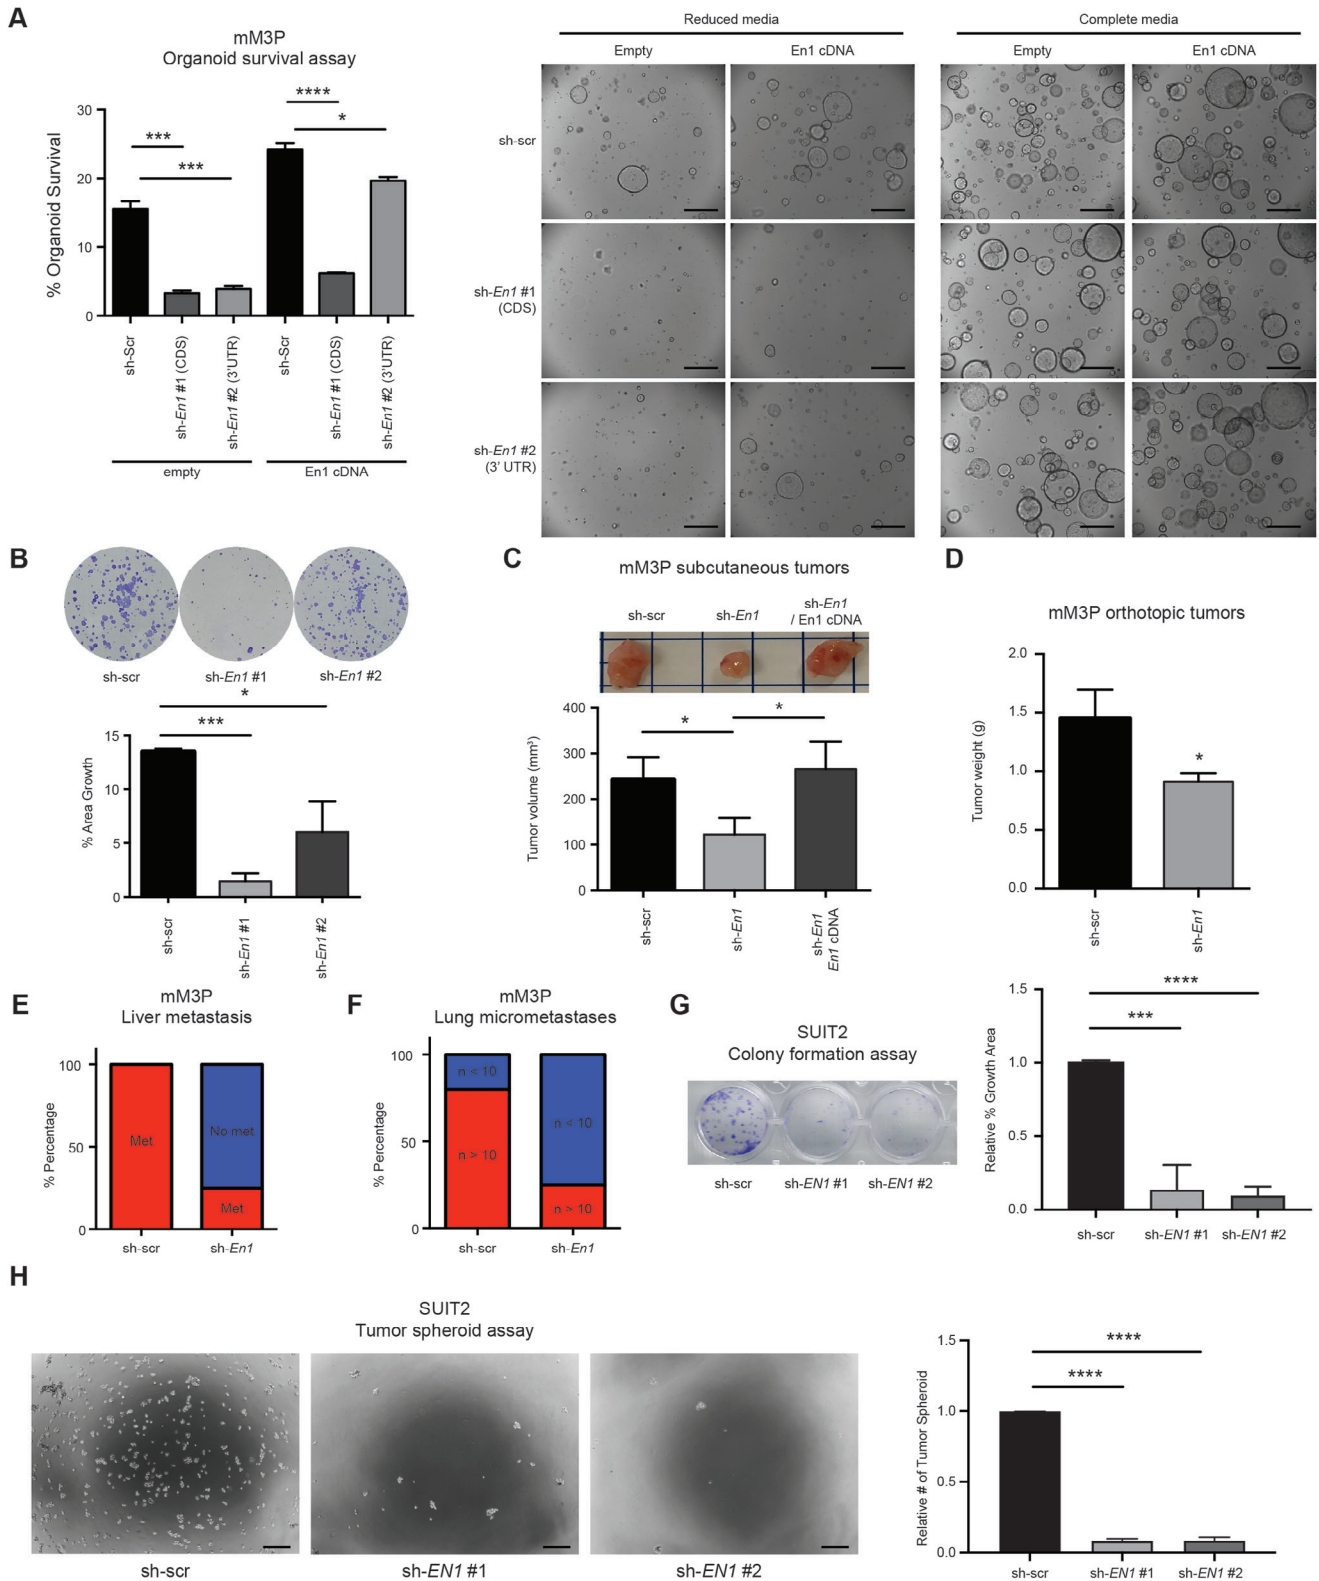 A
mM3P
Organoid survival assay
% Organoid Survival
30
20
10
0
***
***
****
*
sh-Scr
sh-En1 #1 (CDS)
sh-En1 #2 (3'UTR)
sh-Scr
sh-En1 #1 (CDS)
sh-En1 #2 (3'UTR)
empty
En1 cDNA
Reduced media
Complete media
Empty
En1 cDNA
Empty
En1 cDNA
sh-scr
sh-En1 #1
(CDS)
sh-En1 #2
(3' UTR)
B
sh-scr
sh-En1 #1
sh-En1 #2
*
***
% Area Growth
15
10
5
0
sh-scr
sh-En1 #1
sh-En1 #2
C
mM3P subcutaneous tumors
sh-scr
sh-En1
sh-En1
/ En1 cDNA
Tumor volume (mm³)
400
300
200
100
0
*
*
sh-scr
sh-En1
sh-En1
En1 cDNA
D
mM3P orthotopic tumors
Tumor weight (g)
2.0
1.5
1.0
0.5
0.0
*
sh-scr
sh-En1
E
mM3P
Liver metastasis
% Percentage
100
50
0
Met
No met
Met
sh-scr
sh-En1
F
mM3P
Lung micrometastases
% Percentage
100
50
0
n < 10
n > 10
n < 10
n > 10
sh-scr
sh-En1
G
SUIT2
Colony formation assay
sh-scr
sh-EN1 #1
sh-EN1 #2
Relative % Growth Area
1.5
1.0
0.5
0.0
****
***
sh-scr
sh-EN1 #1
sh-EN1 #2
H
SUIT2
Tumor spheroid assay
sh-scr
sh-EN1 #1
sh-EN1 #2
Relative # of Tumor Spheroid
1.5
1.0
0.5
0.0
****
****
sh-scr
sh-EN1 #1
sh-EN1 #2